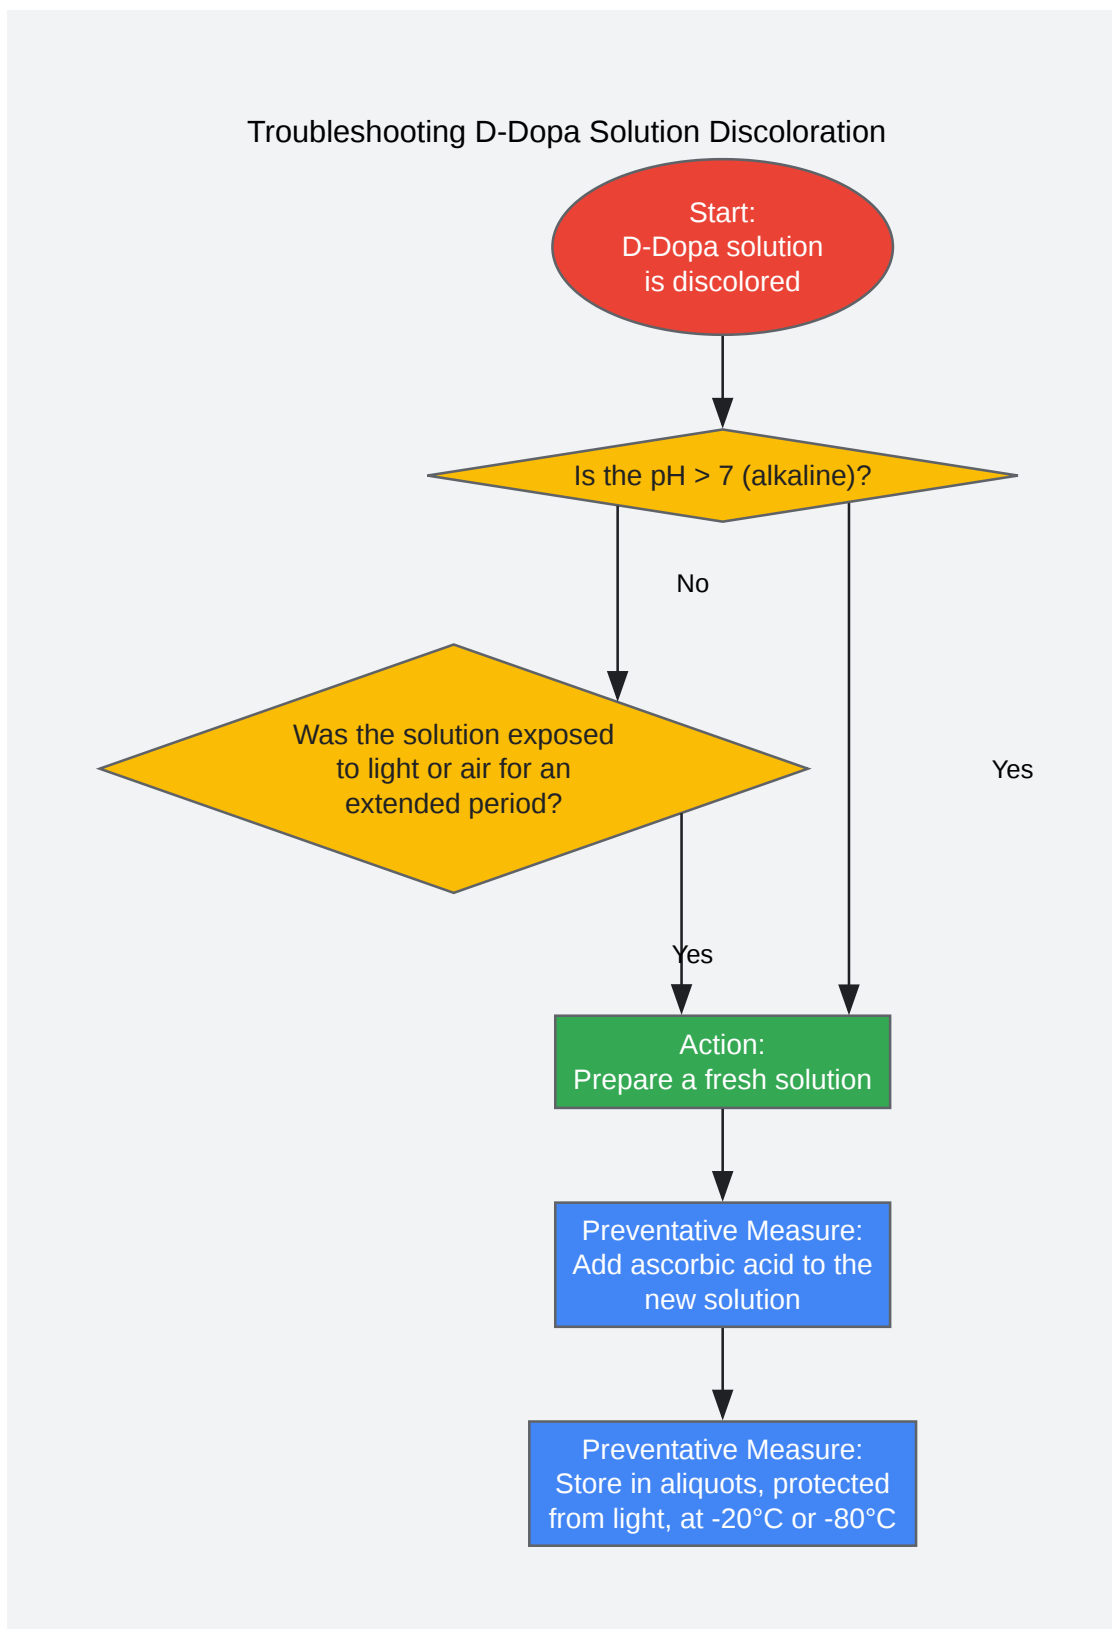 Troubleshooting D-Dopa Solution Discoloration
Start:
D-Dopa solution
is discolored
Is the pH > 7 (alkaline)?
No
Was the solution exposed
to light or air for an
extended period?
Yes
Yes
Action:
Prepare a fresh solution
Preventative Measure:
Add ascorbic acid to the
new solution
Preventative Measure:
Store in aliquots, protected
from light, at -20°C or -80°C